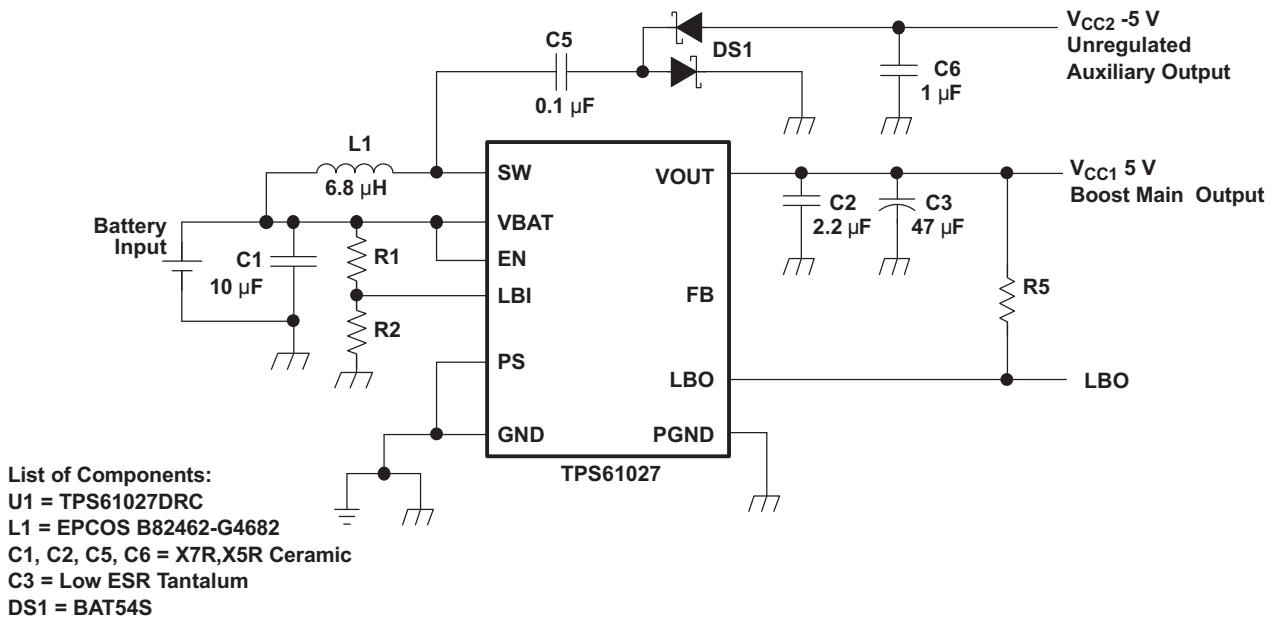 V_CC2 -5 V
Unregulated
Auxiliary Output
C5
0.1 µF
DS1
C6
1 µF
L1
6.8 µH
SW
VOUT
V_CC1 5 V
Boost Main Output
C2
2.2 µF
C3
47 µF
Battery
Input
VBAT
C1
10 µF
R1
EN
LBI
FB
R5
R2
PS
LBO
LBO
GND
PGND
TPS61027
List of Components:
U1 = TPS61027DRC
L1 = EPCOS B82462-G4682
C1, C2, C5, C6 = X7R,X5R Ceramic
C3 = Low ESR Tantalum
DS1 = BAT54S